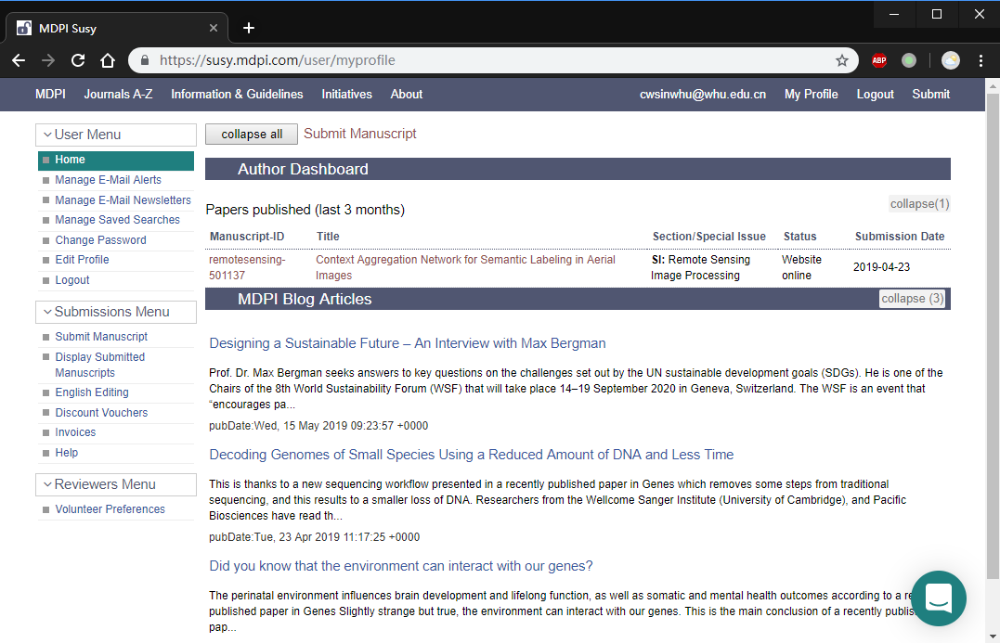 MDPI Susy
https://susy.mdpi.com/user/myprofile
ABP
MDPI Journals A-Z Information & Guidelines Initiatives About cwsinwhu@whu.edu.cn My Profile Logout Submit
User Menu
Home
Manage E-Mail Alerts
Manage E-Mail Newsletters
Manage Saved Searches
Change Password
Edit Profile
Logout
Submissions Menu
Submit Manuscript
Display Submitted
Manuscripts
English Editing
Discount Vouchers
Invoices
Help
Reviewers Menu
Volunteer Preferences
collapse all Submit Manuscript
Author Dashboard
Papers published (last 3 months) collapse(1)
Manuscript-ID Title Section/Special Issue Status Submission Date
remotesensing-
501137
Context Aggregation Network for Semantic Labeling in Aerial
Images
SI: Remote Sensing
Image Processing
Website
online
2019-04-23
MDPI Blog Articles collapse (3)
Designing a Sustainable Future – An Interview with Max Bergman
Prof. Dr. Max Bergman seeks answers to key questions on the challenges set out by the UN sustainable development goals (SDGs). He is one of the
Chairs of the 8th World Sustainability Forum (WSF) that will take place 14–19 September 2020 in Geneva, Switzerland. The WSF is an event that
“encourages pa...
pubDate:Wed, 15 May 2019 09:23:57 +0000
Decoding Genomes of Small Species Using a Reduced Amount of DNA and Less Time
This is thanks to a new sequencing workflow presented in a recently published paper in Genes which removes some steps from traditional
sequencing, and this results to a smaller loss of DNA. Researchers from the Wellcome Sanger Institute (University of Cambridge), and Pacific
Biosciences have read th...
pubDate:Tue, 23 Apr 2019 11:17:25 +0000
Did you know that the environment can interact with our genes?
The perinatal environment influences brain development and lifelong function, as well as somatic and mental health outcomes according to a
published paper in Genes Slightly strange but true, the environment can interact with our genes. This is the main conclusion of a recently
pap...